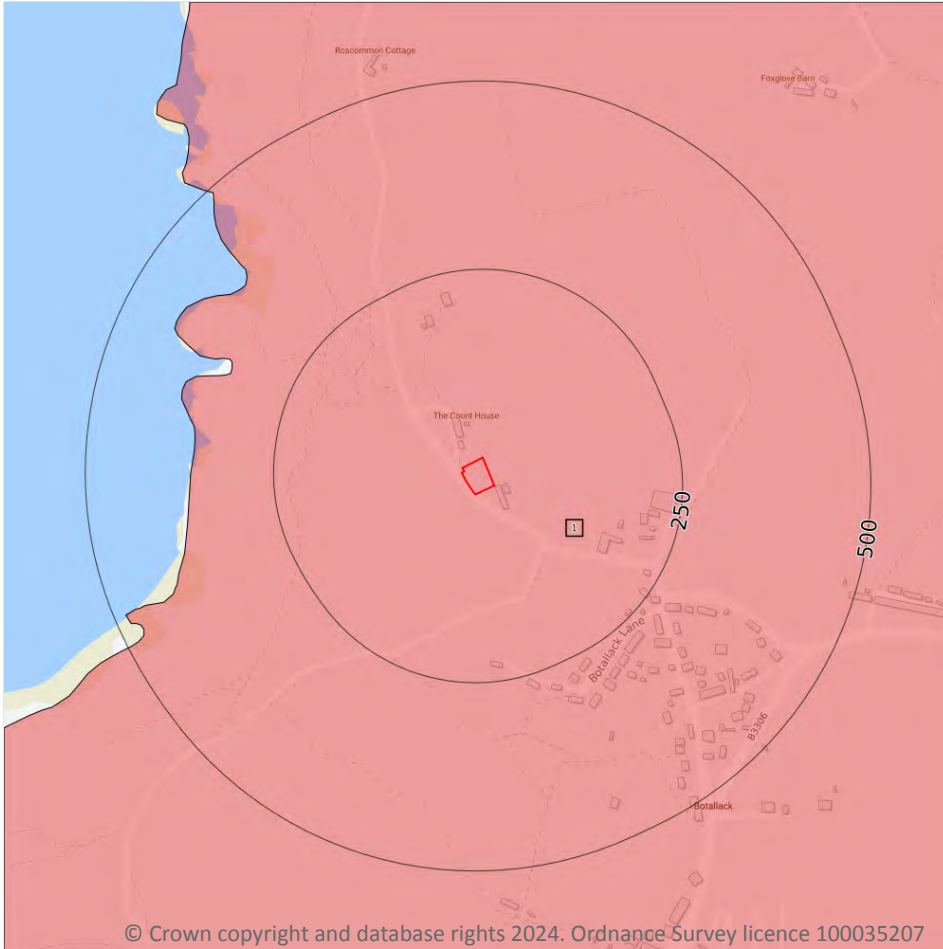 Roscommon Cottage
Foxglove Barn
The Count House
250
1
500
Botallack Lane
B3306
Botallack
© Crown copyright and database rights 2024. Ordnance Survey licence 100035207